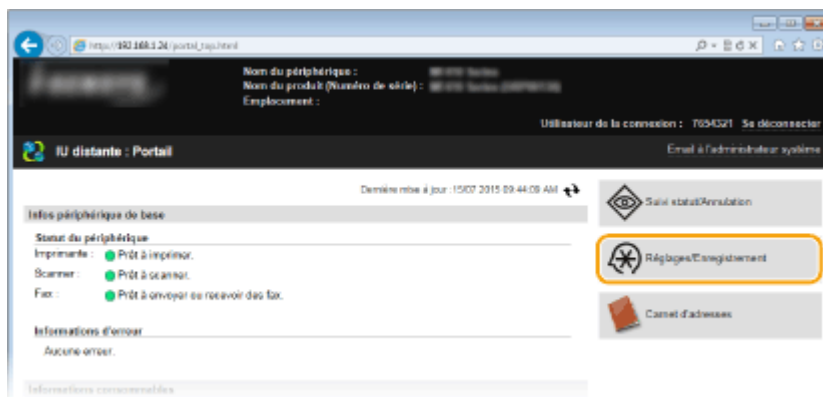 http://192.168.1.24/portal_top.html
Nom du périphérique :
Nom du produit (Numéro de série) :
Emplacement :
Utilisateur de la connexion : 7654321 Se déconnecter
IU distante : Portail
Email à l'administrateur système
Dernière mise à jour :15/07 2015 09:44:09 AM
Infos périphérique de base
Statut du périphérique
Imprimante : Prêt à imprimer.
Scanner : Prêt à scanner.
Fax : Prêt à envoyer ou recevoir des fax.
Informations d'erreur
Aucune erreur.
Informations consommables
Suivi statut/Annulation
Réglages/Enregistrement
Carnet d'adresses